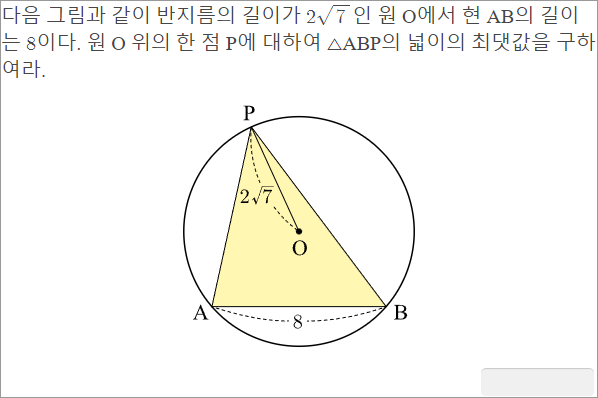 다음 그림과 같이 반지름의 길이가 2√7 인 원 O에서 현 AB의 길이
는 8이다. 원 O 위의 한 점 P에 대하여 △ABP의 넓이의 최댓값을 구하
여라.
P
2√7
O
A
B
8